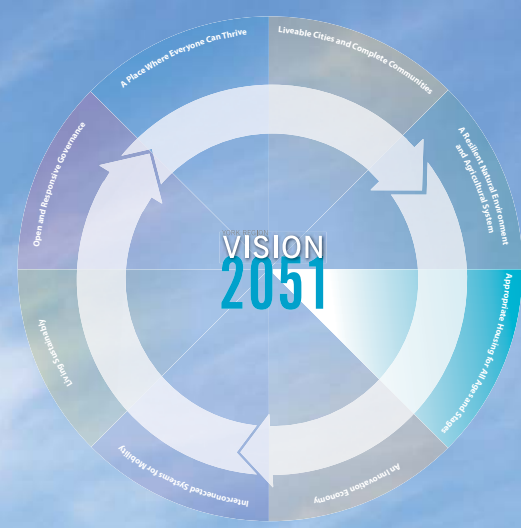 A Place Where Everyone Can Thrive
Liveable Cities and Complete Communities
A Resilient Natural Environment
and Agricultural System
Appropriate Housing for All Ages and Stages
An Innovation Economy
Interconnected Systems for Mobility
Living Sustainably
Open and Responsive Governance
YORK REGION
VISION
2051